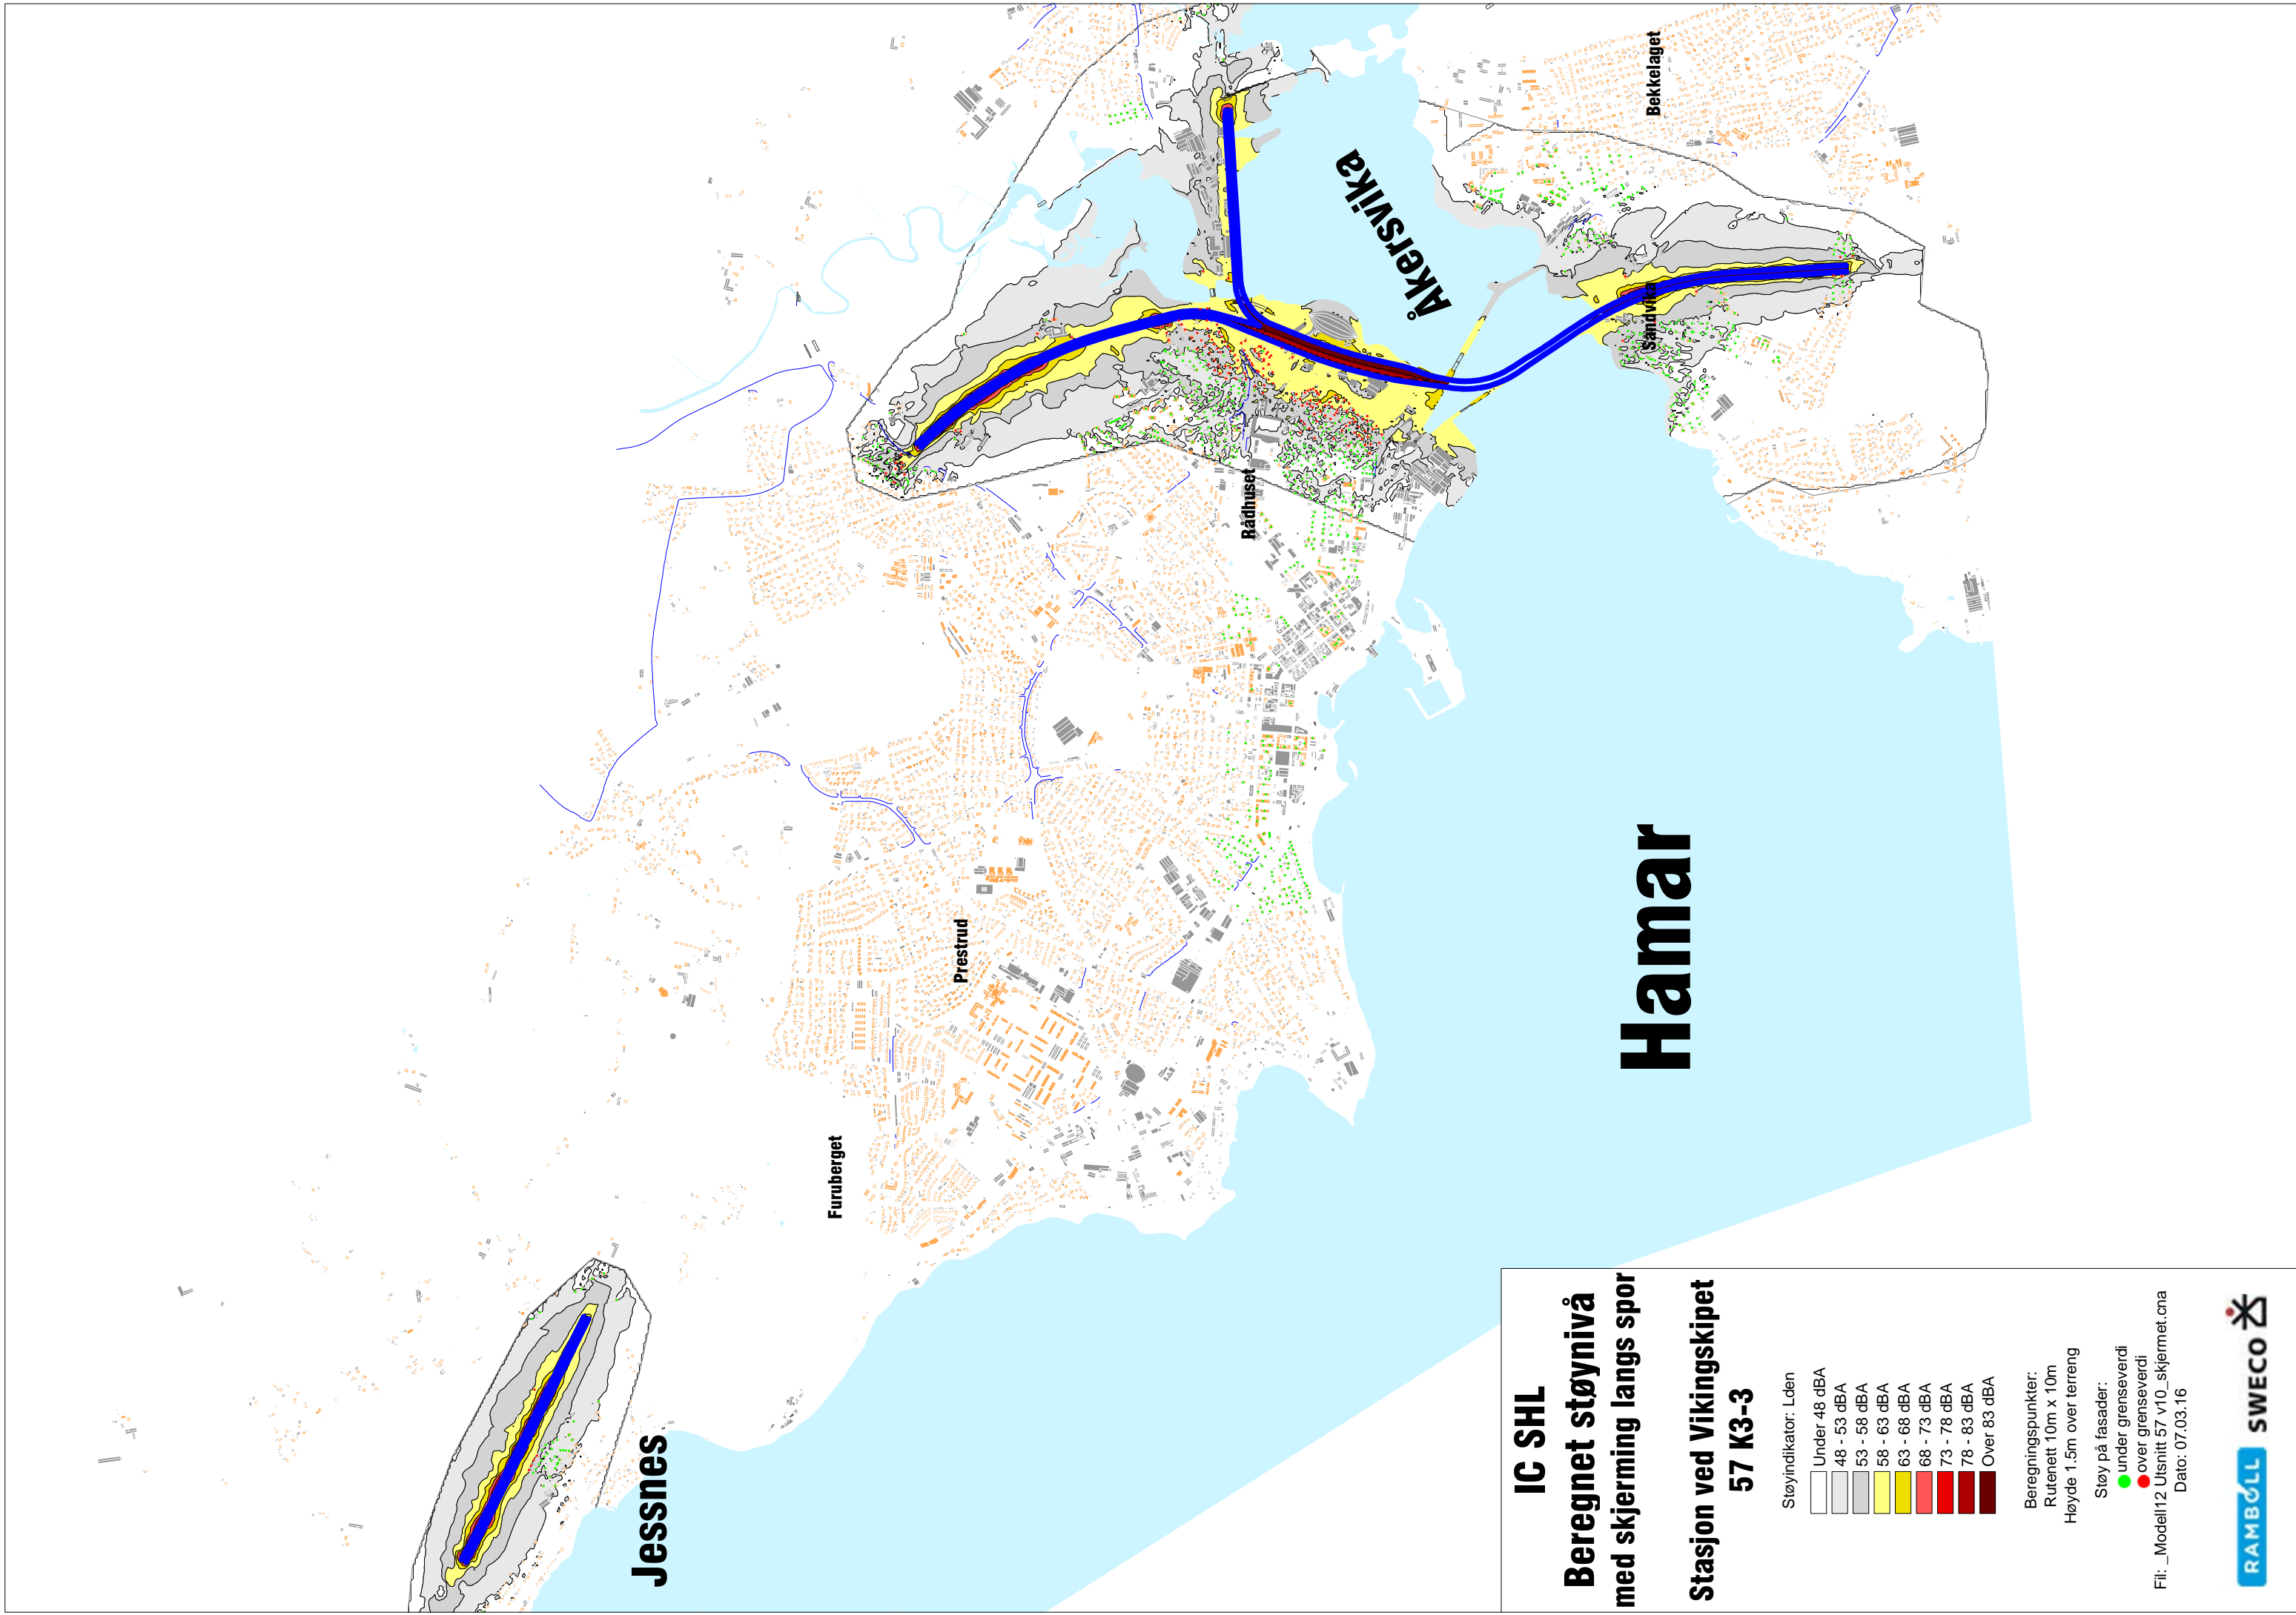 Bekkelaget
Åkersvika
Sandvika
Rådhuset
Prestrud
Furuberget
Hamar
Jessnes
IC SHL
Beregnet støynivå
med skjerming langs spor
Stasjon ved Vikingskipet
57 K3-3
Støyindikator: Lden
Under 48 dBA
48 - 53 dBA
53 - 58 dBA
58 - 63 dBA
63 - 68 dBA
68 - 73 dBA
73 - 78 dBA
78 - 83 dBA
Over 83 dBA
Beregningspunkter:
Rutenett 10m x 10m
Høyde 1.5m over terreng
Støy på fasader:
under grenseverdi
over grenseverdi
Fil: _Modell12 Utsnitt 57 v10_skjermet.cna
Dato: 07.03.16
RAMBOLL SWECO